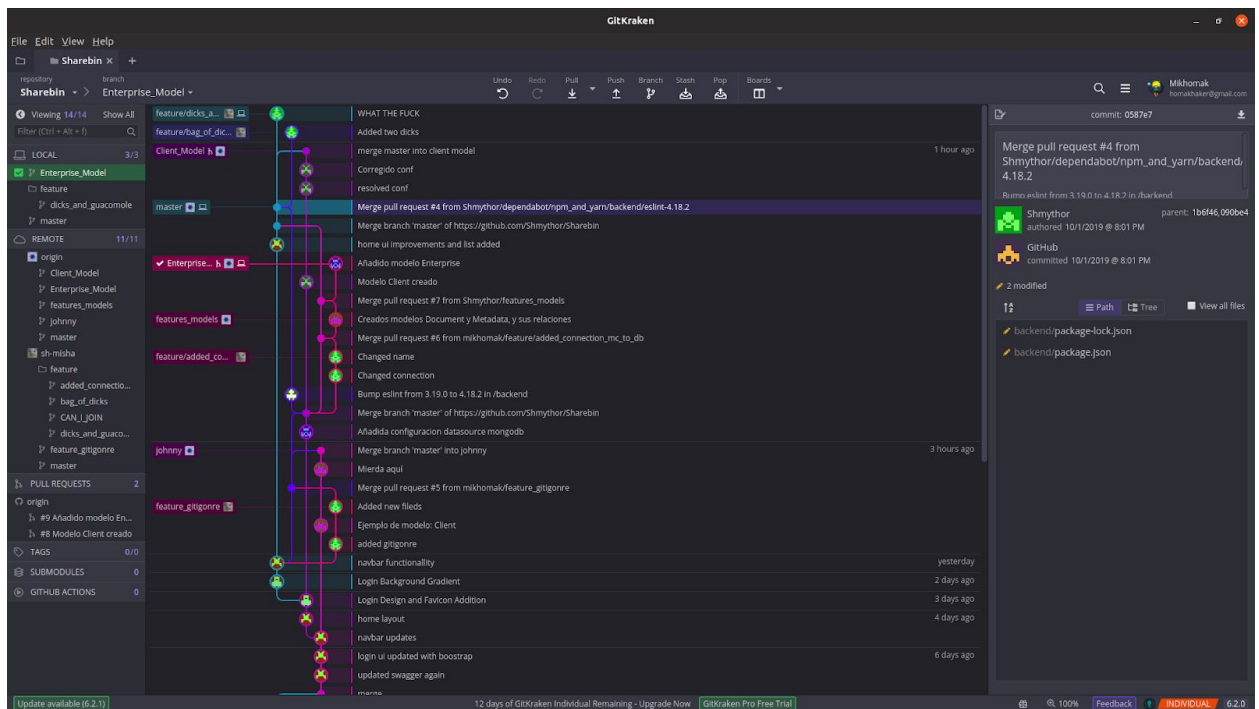 GitKraken
File Edit View Help
Sharebin × +
repository branch
Sharebin > Enterprise_Model
Undo Redo Pull Push Branch Stash Pop Boards
Mikhomak
homakhaker@gmail.com
Viewing 14/14 Show All
Filter (Ctrl + Alt + f)
LOCAL 3/3
Enterprise_Model
feature
dicks_and_guacomole
master
REMOTE 11/11
origin
Client_Model
Enterprise_Model
features_models
johnny
master
sh-misha
feature
added_connectio...
bag_of_dicks
CAN_I_JOIN
dicks_and_guaco...
feature_gitigonre
master
PULL REQUESTS 2
origin
#9 Añadido modelo En...
#8 Modelo Client creado
TAGS 0/0
SUBMODULES 0
GITHUB ACTIONS 0
feature/dicks_a... WHAT THE FUCK
feature/bag_of_dic... Added two dicks
Client_Model merge master into client model 1 hour ago
Corregido conf
resolved conf
master Merge pull request #4 from Shmythor/dependabot/npm_and_yarn/backend/eslint-4.18.2
Merge branch 'master' of https://github.com/Shmythor/Sharebin
home ui improvements and list added
Enterprise... Añadido modelo Enterprise
Modelo Client creado
Merge pull request #7 from Shmythor/features_models
features_models Creados modelos Document y Metadata, y sus relaciones
Merge pull request #6 from mikhomak/feature/added_connection_mc_to_db
feature/added_co... Changed name
Changed connection
Bump eslint from 3.19.0 to 4.18.2 in /backend
Merge branch 'master' of https://github.com/Shmythor/Sharebin
Añadida configuracion datasource mongodb
johnny Merge branch 'master' into johnny 3 hours ago
Mierda aquí
Merge pull request #5 from mikhomak/feature_gitigonre
feature_gitigonre Added new fileds
Ejemplo de modelo: Client
added gitigonre
navbar functionallity yesterday
Login Background Gradient 2 days ago
Login Design and Favicon Addition 3 days ago
home layout 4 days ago
navbar updates
login ui updated with boostrap 6 days ago
updated swagger again
merge
commit: 0587e7
Merge pull request #4 from
Shmythor/dependabot/npm_and_yarn/backend/
4.18.2
Bump eslint from 3.19.0 to 4.18.2 in /backend
Shmythor parent: 1b6f46,090be4
authored 10/1/2019 @ 8:01 PM
GitHub
committed 10/1/2019 @ 8:01 PM
2 modified
Path Tree View all files
backend/package-lock.json
backend/package.json
Update available (6.2.1) 12 days of GitKraken Individual Remaining - Upgrade Now GitKraken Pro Free Trial 100% Feedback INDIVIDUAL 6.2.0